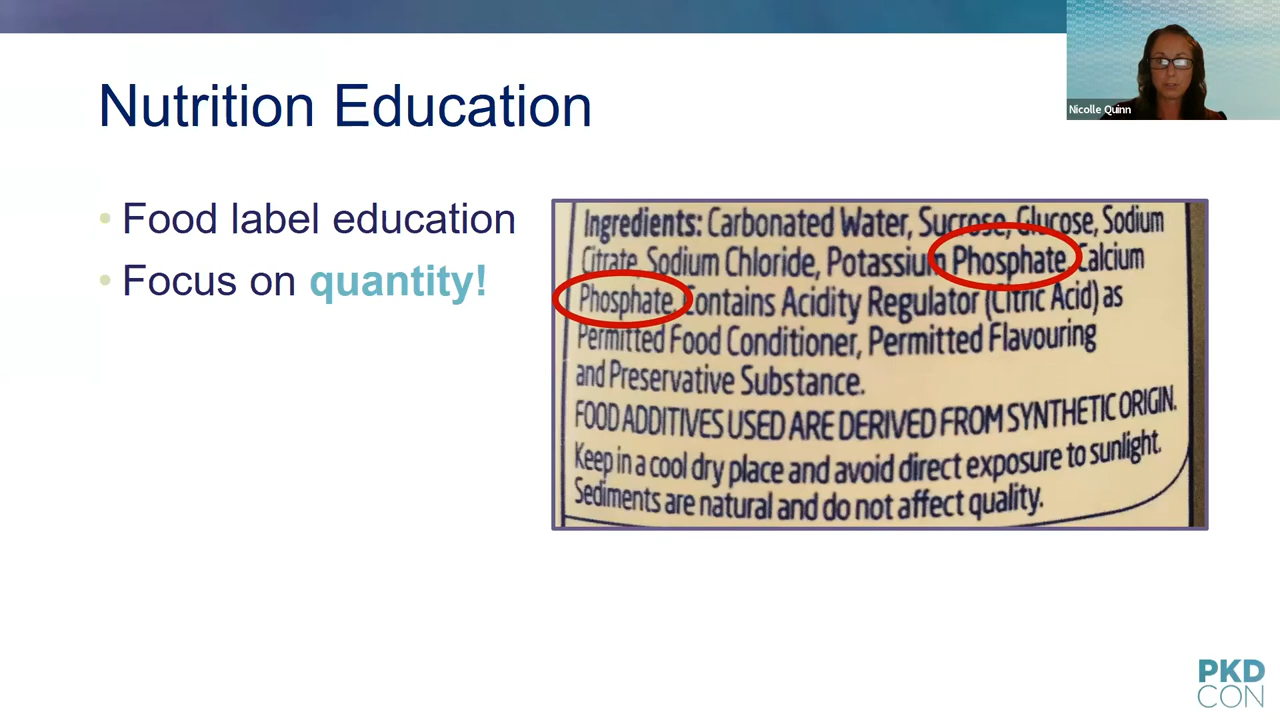 Nutrition Education
Nicolle Quinn
• Food label education
• Focus on quantity!
Ingredients: Carbonated Water, Sucrose, Glucose, Sodium
Citrate, Sodium Chloride, Potassium Phosphate, Calcium
Phosphate, Contains Acidity Regulator (Citric Acid) as
Permitted Food Conditioner, Permitted Flavouring
and Preservative Substance.
FOOD ADDITIVES USED ARE DERIVED FROM SYNTHETIC ORIGIN.
Keep in a cool dry place and avoid direct exposure to sunlight.
Sediments are natural and do not affect quality.
PKD
CON